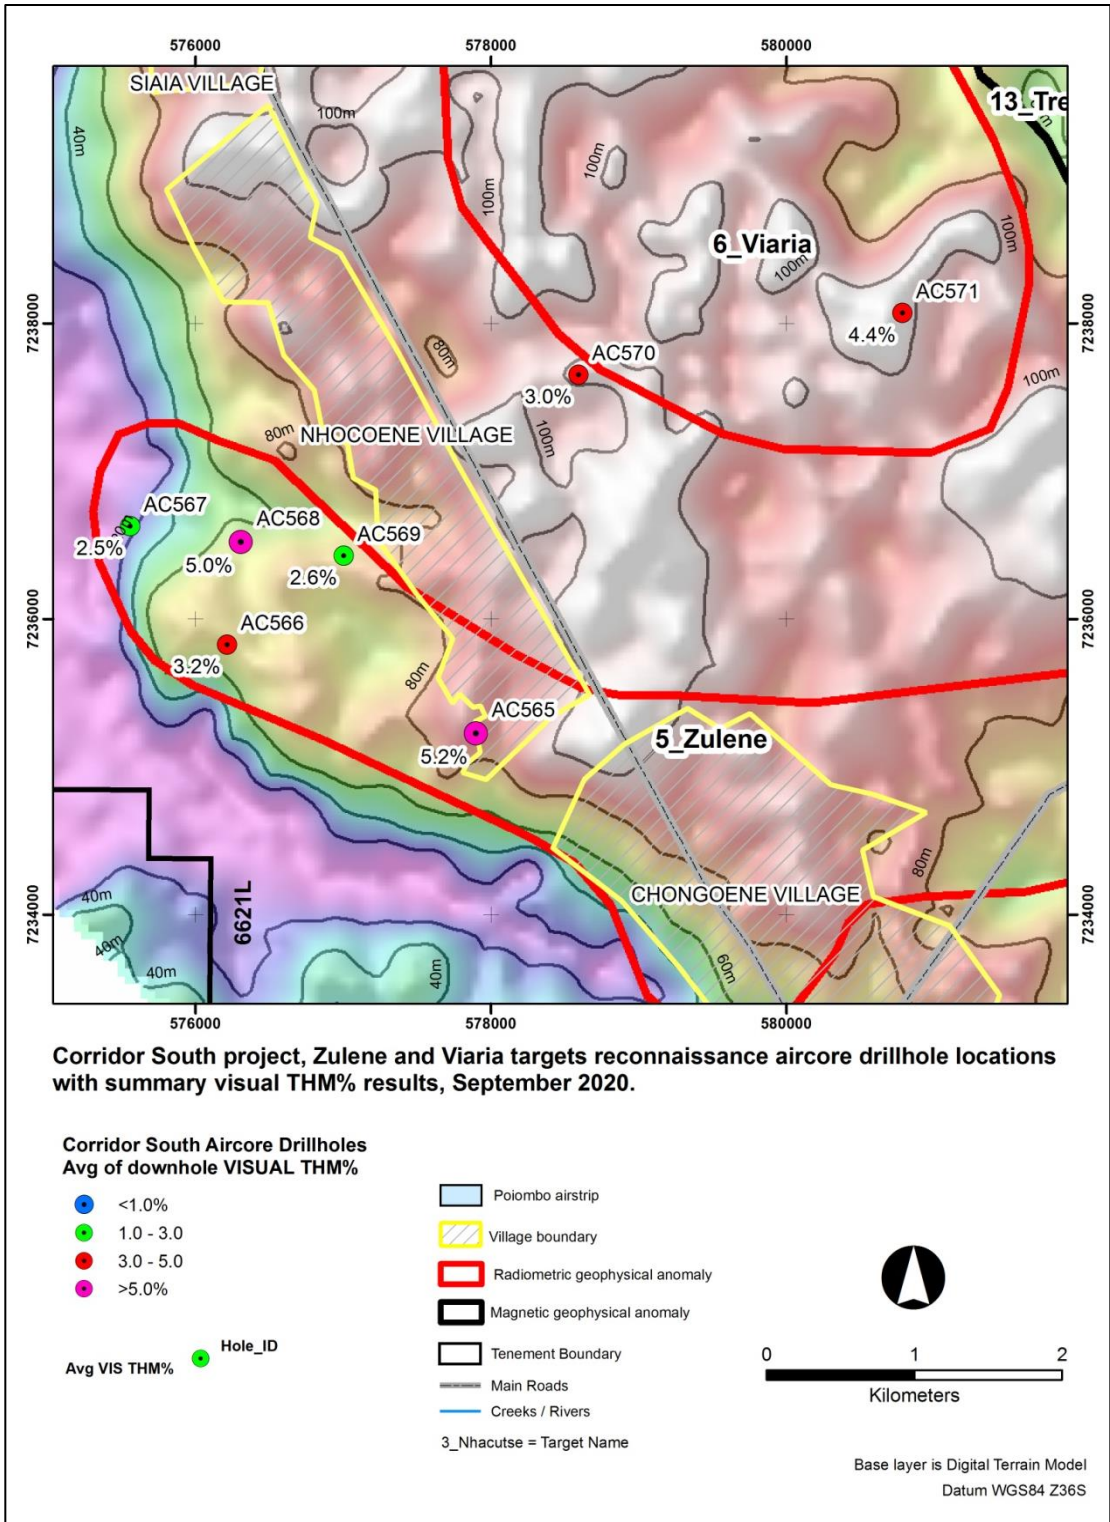 576000 578000 580000
SIAIA VILLAGE
13_Tre
40m
100m
100m
100m
100m
100m
6_Viaria
100m
AC571
4.4%
7238000
7238000
80m
AC570
3.0%
100m
100m
80m
NHOCOENE VILLAGE
AC567
2.5%
AC568
5.0%
AC569
2.6%
7236000
7236000
AC566
3.2%
80m
AC565
5.2%
5_Zulene
80m
CHONGOENE VILLAGE
7234000
7234000
40m
40m
40m
6621L
40m
60m
576000 578000 580000
Corridor South project, Zulene and Viaria targets reconnaissance aircore drillhole locations
with summary visual THM% results, September 2020.
Corridor South Aircore Drillholes
Avg of downhole VISUAL THM%
<1.0%
1.0 - 3.0
3.0 - 5.0
>5.0%
Hole_ID
Avg VIS THM%
Poiombo airstrip
Village boundary
Radiometric geophysical anomaly
Magnetic geophysical anomaly
Tenement Boundary
Main Roads
Creeks / Rivers
3_Nhacutse = Target Name
0 1 2
Kilometers
Base layer is Digital Terrain Model
Datum WGS84 Z36S